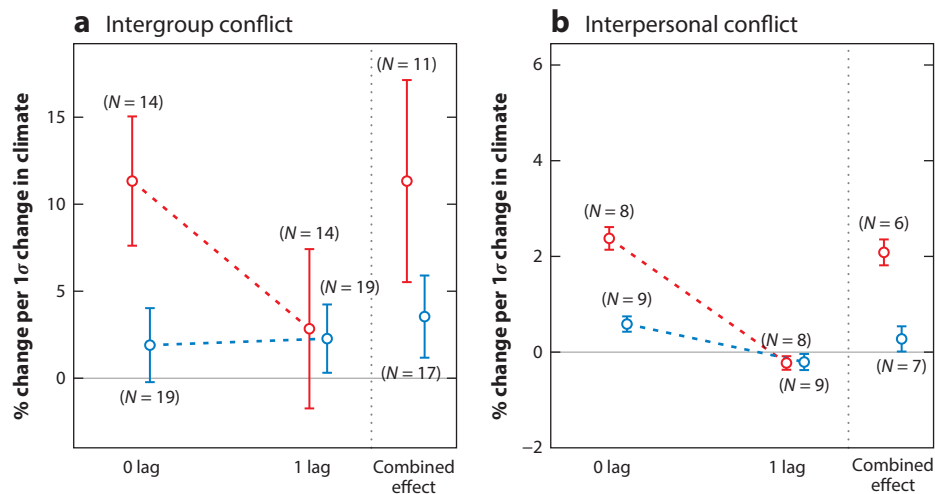 a Intergroup conflict
% change per 1σ change in climate
15
10
5
0
(N = 14)
(N = 19)
(N = 14)
(N = 19)
(N = 11)
(N = 17)
0 lag
1 lag
Combined
effect
b Interpersonal conflict
% change per 1σ change in climate
6
4
2
0
−2
(N = 8)
(N = 9)
(N = 8)
(N = 9)
(N = 6)
(N = 7)
0 lag
1 lag
Combined
effect